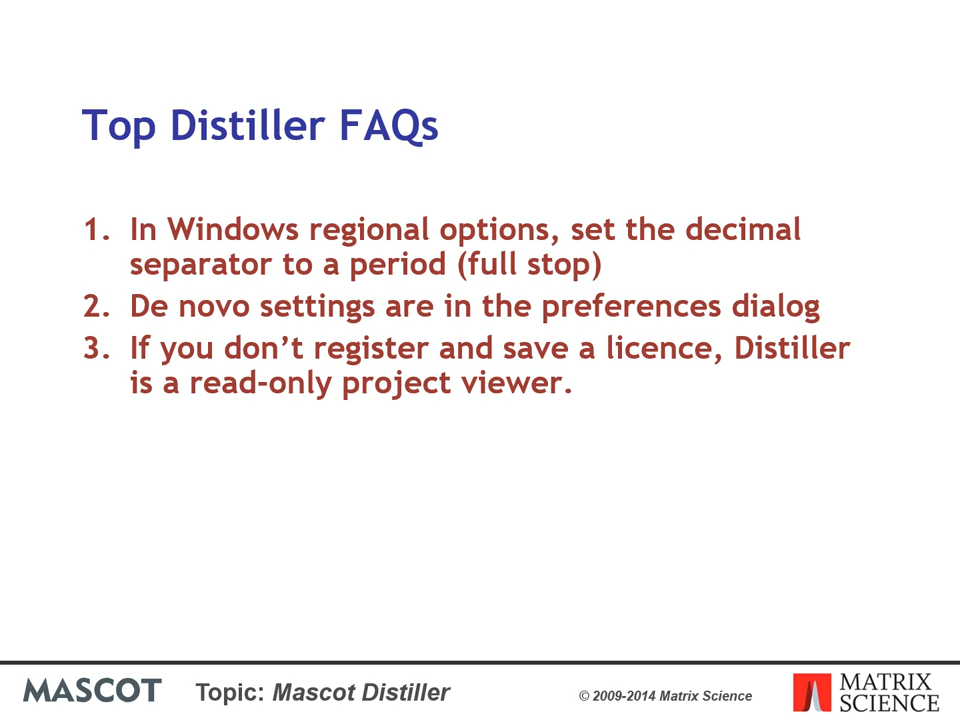 Top Distiller FAQs
1. In Windows regional options, set the decimal
separator to a period (full stop)
2. De novo settings are in the preferences dialog
3. If you don’t register and save a licence, Distiller
is a read-only project viewer.
MASCOT Topic: Mascot Distiller © 2009-2014 Matrix Science
MATRIX
SCIENCE